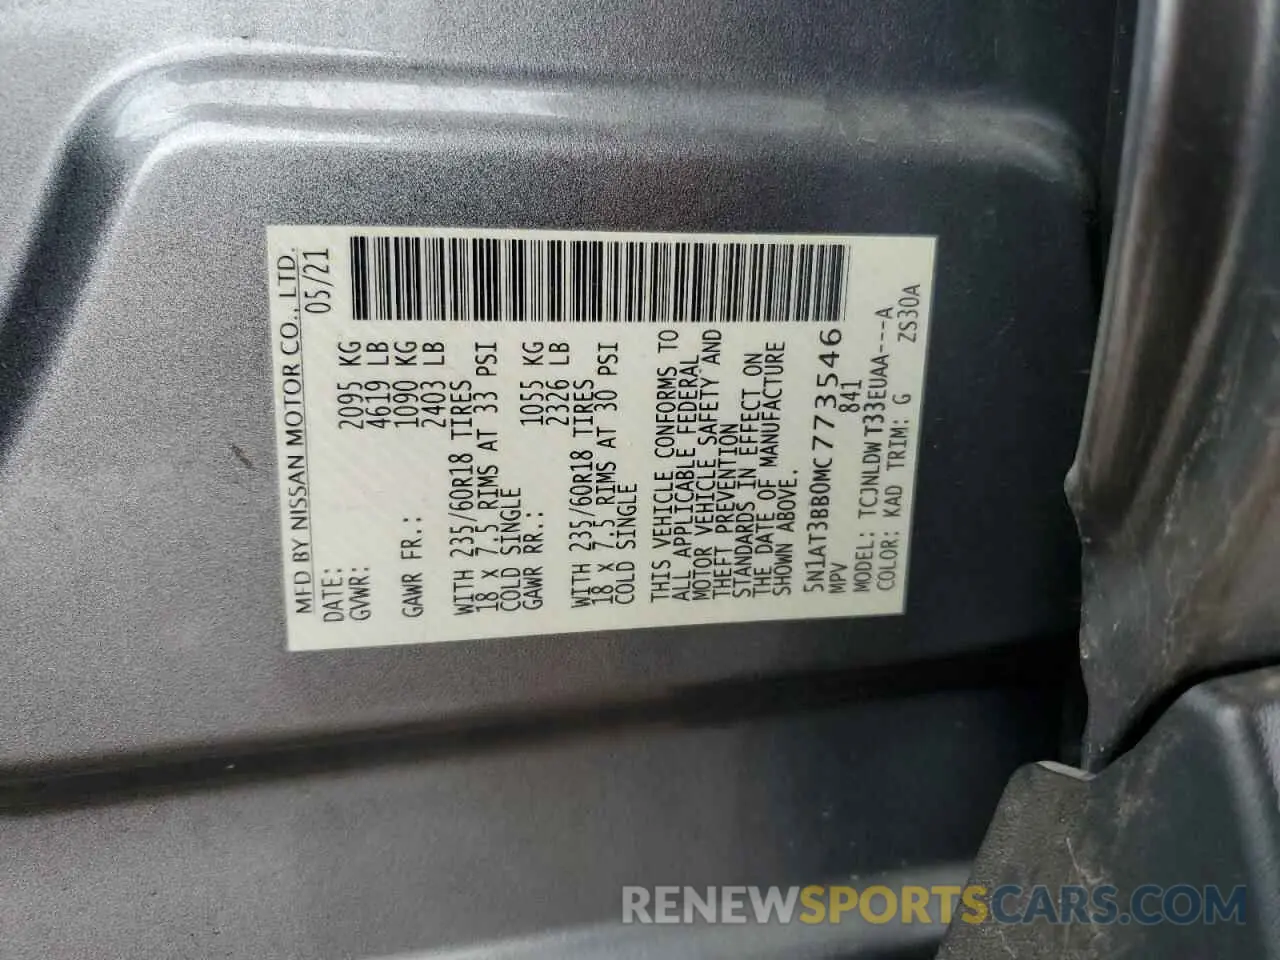 MFD BY NISSAN MOTOR CO., LTD.
DATE: 05/21
GVWR: 2095 KG
4619 LB
GAWR FR.: 1090 KG
2403 LB
WITH 235/60R18 TIRES
18 X 7.5 RIMS AT 33 PSI
COLD SINGLE
GAWR RR.: 1055 KG
2326 LB
WITH 235/60R18 TIRES
18 X 7.5 RIMS AT 30 PSI
COLD SINGLE
THIS VEHICLE CONFORMS TO
ALL APPLICABLE FEDERAL
MOTOR VEHICLE SAFETY AND
THEFT PREVENTION
STANDARDS IN EFFECT ON
THE DATE OF MANUFACTURE
SHOWN ABOVE.
5N1AT3BB0MC773546
MPV 841
MODEL: TCJNLDW T33EUAA---A
COLOR: KAD TRIM: G ZS30A
RENEWSPORTSCARS.COM